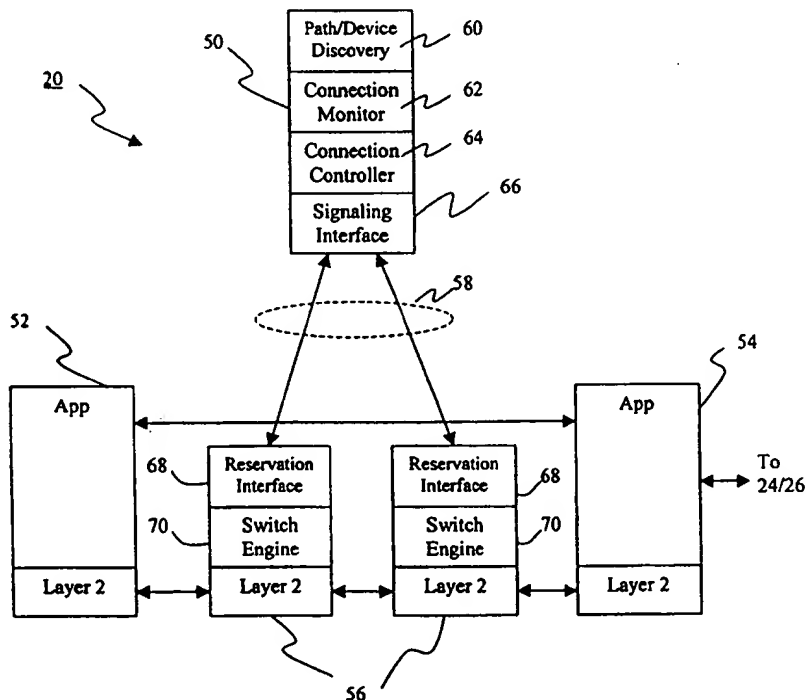 Path/Device
Discovery
60
50
20
Connection
Monitor
62
Connection
Controller
64
Signaling
Interface
66
58
52
54
App
App
68
Reservation
Interface
Reservation
Interface
68
To
24/26
70
Switch
Engine
Switch
Engine
70
Layer 2
Layer 2
Layer 2
Layer 2
56